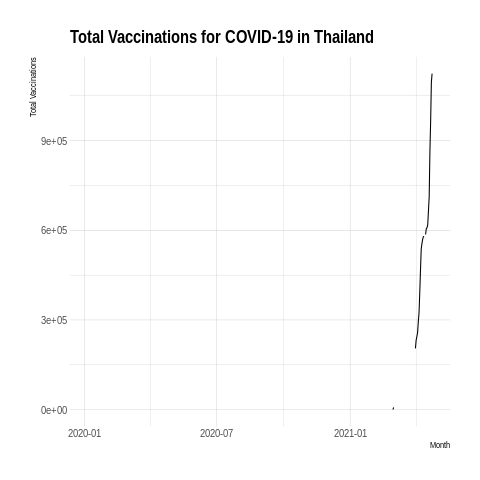 Total Vaccinations for COVID-19 in Thailand
Total Vaccinations
9e+05
6e+05
3e+05
0e+00
2020-01
2020-07
2021-01
Month